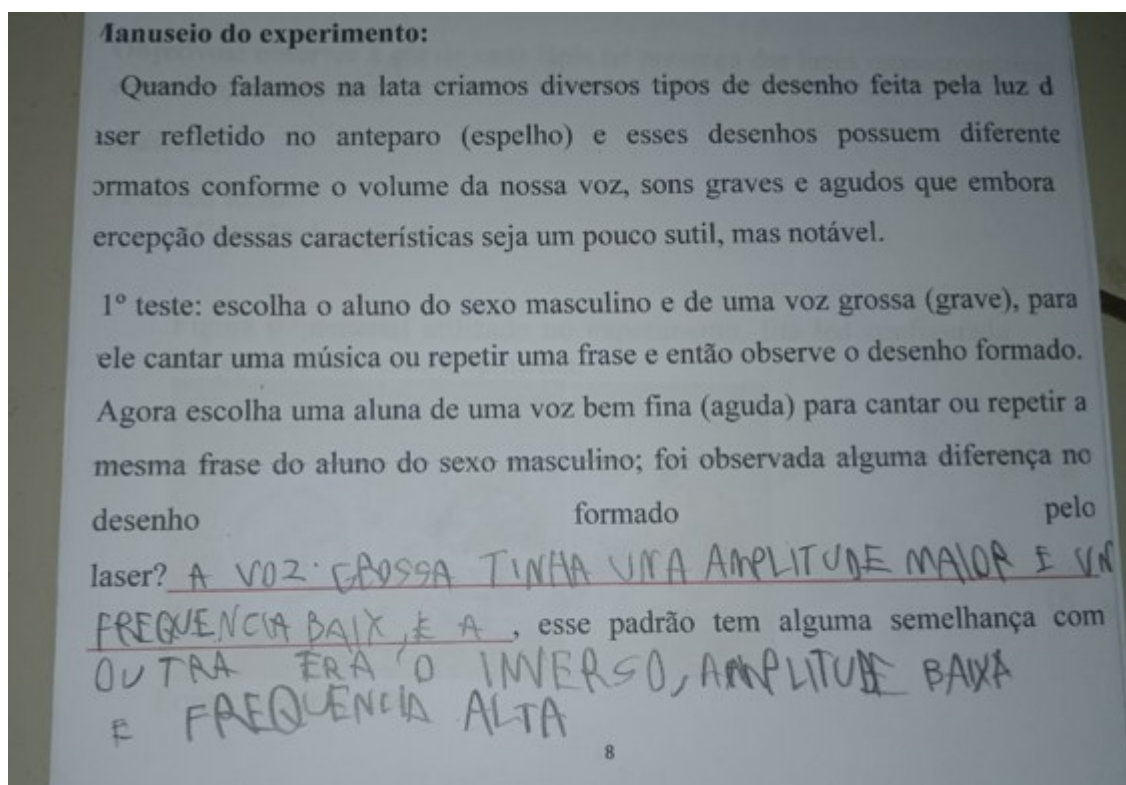 Manuseio do experimento:
Quando falamos na lata criamos diversos tipos de desenho feita pela luz d
aser refletido no anteparo (espelho) e esses desenhos possuem diferente
ormatos conforme o volume da nossa voz, sons graves e agudos que embora
ercepção dessas características seja um pouco sutil, mas notável.
1º teste: escolha o aluno do sexo masculino e de uma voz grossa (grave), para
ele cantar uma música ou repetir uma frase e então observe o desenho formado.
Agora escolha uma aluna de uma voz bem fina (aguda) para cantar ou repetir a
mesma frase do aluno do sexo masculino; foi observada alguma diferença no
desenho formado pelo
laser? A VOZ GROSSA TINHA UMA AMPLITUDE MAIOR E UM
FREQUENCIA BAIX, E A , esse padrão tem alguma semelhança com
OUTRA ERA O INVERSO, AMPLITUDE BAIXA
E FREQUENCIA ALTA
8